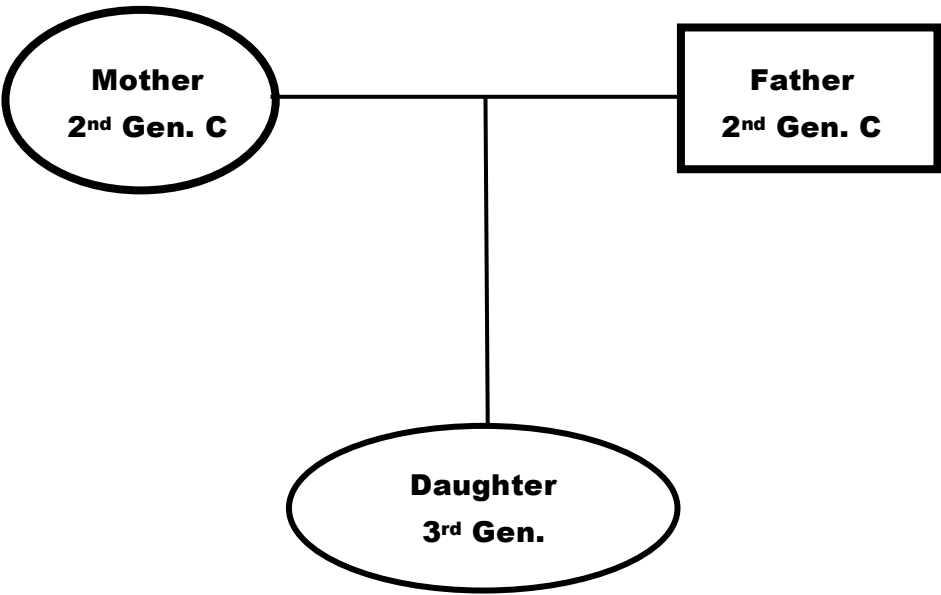 Mother
2nd Gen. C
Father
2nd Gen. C
Daughter
3rd Gen.